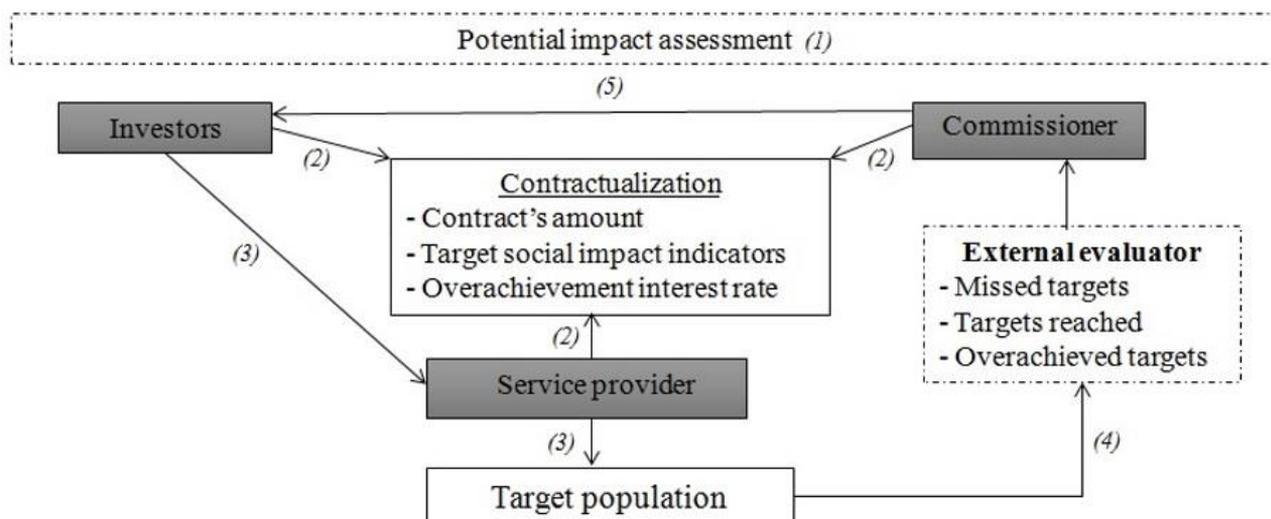 Potential impact assessment (1)
(5)
Investors
Commissioner
(2)
(2)
Contractualization
- Contract’s amount
- Target social impact indicators
- Overachievement interest rate
(3)
External evaluator
- Missed targets
- Targets reached
- Overachieved targets
(2)
Service provider
(3)
(4)
Target population